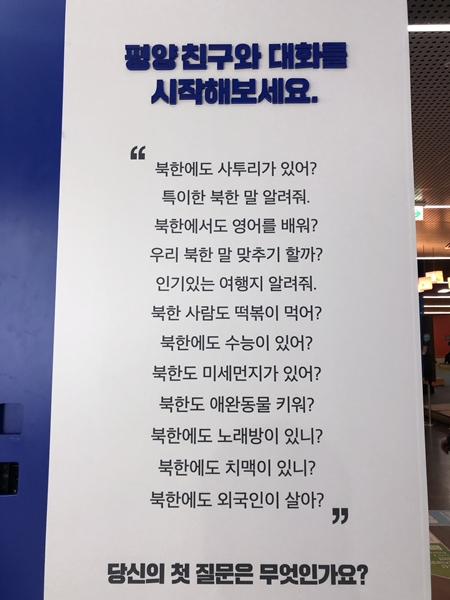 평양 친구와 대화를
시작해보세요.
“
북한에도 사투리가 있어?
특이한 북한 말 알려줘.
북한에서도 영어를 배워?
우리 북한 말 맞추기 할까?
인기있는 여행지 알려줘.
북한 사람도 떡볶이 먹어?
북한에도 수능이 있어?
북한도 미세먼지가 있어?
북한도 애완동물 키워?
북한에도 노래방이 있니?
북한에도 치맥이 있니?
북한에도 외국인이 살아?
”
당신의 첫 질문은 무엇인가요?